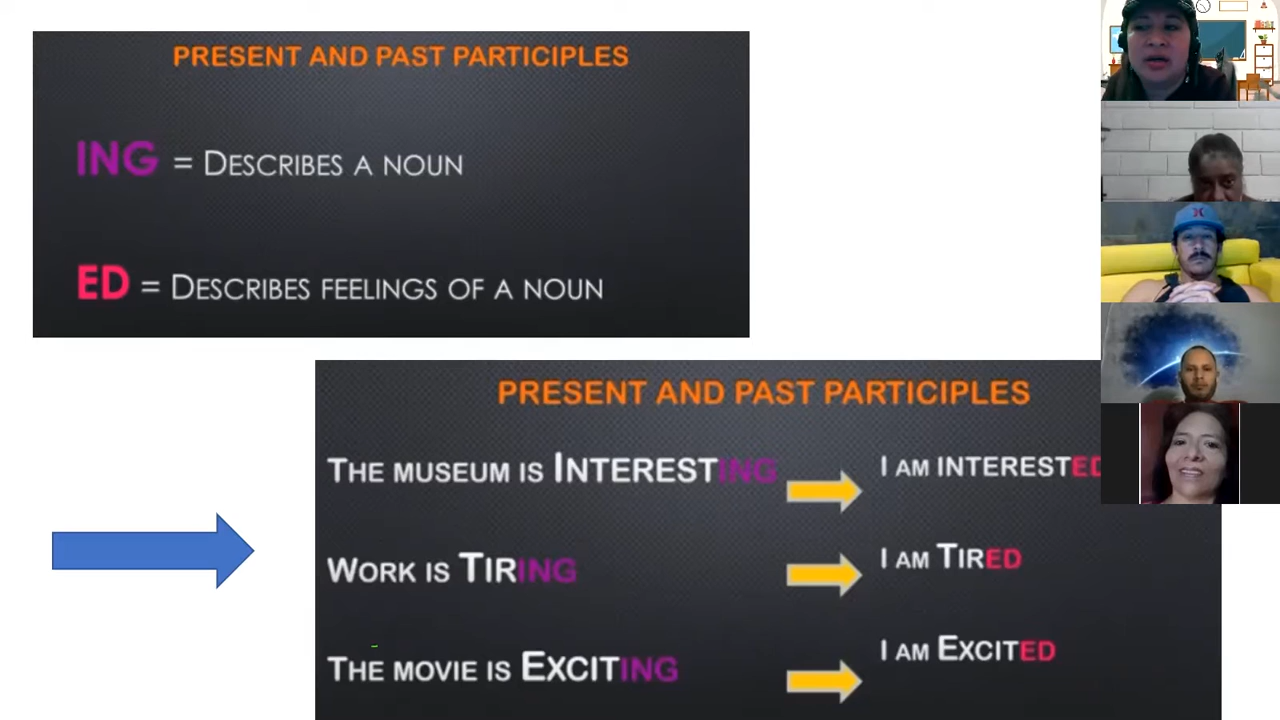 PRESENT AND PAST PARTICIPLES
ING = DESCRIBES A NOUN
ED = DESCRIBES FEELINGS OF A NOUN
PRESENT AND PAST PARTICIPLES
THE MUSEUM IS INTERESTING
I AM INTERESTED
WORK IS TIRING
I AM TIRED
THE MOVIE IS EXCITING
I AM EXCITED